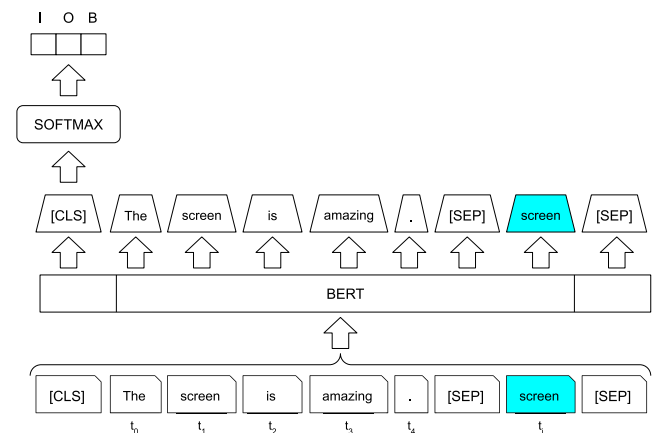 I O B
SOFTMAX
[CLS] The screen is amazing . [SEP] screen [SEP]
BERT
[CLS] The screen is amazing . [SEP] screen [SEP]
t₀ t₁ t₂ t₃ t₄ tᵢ